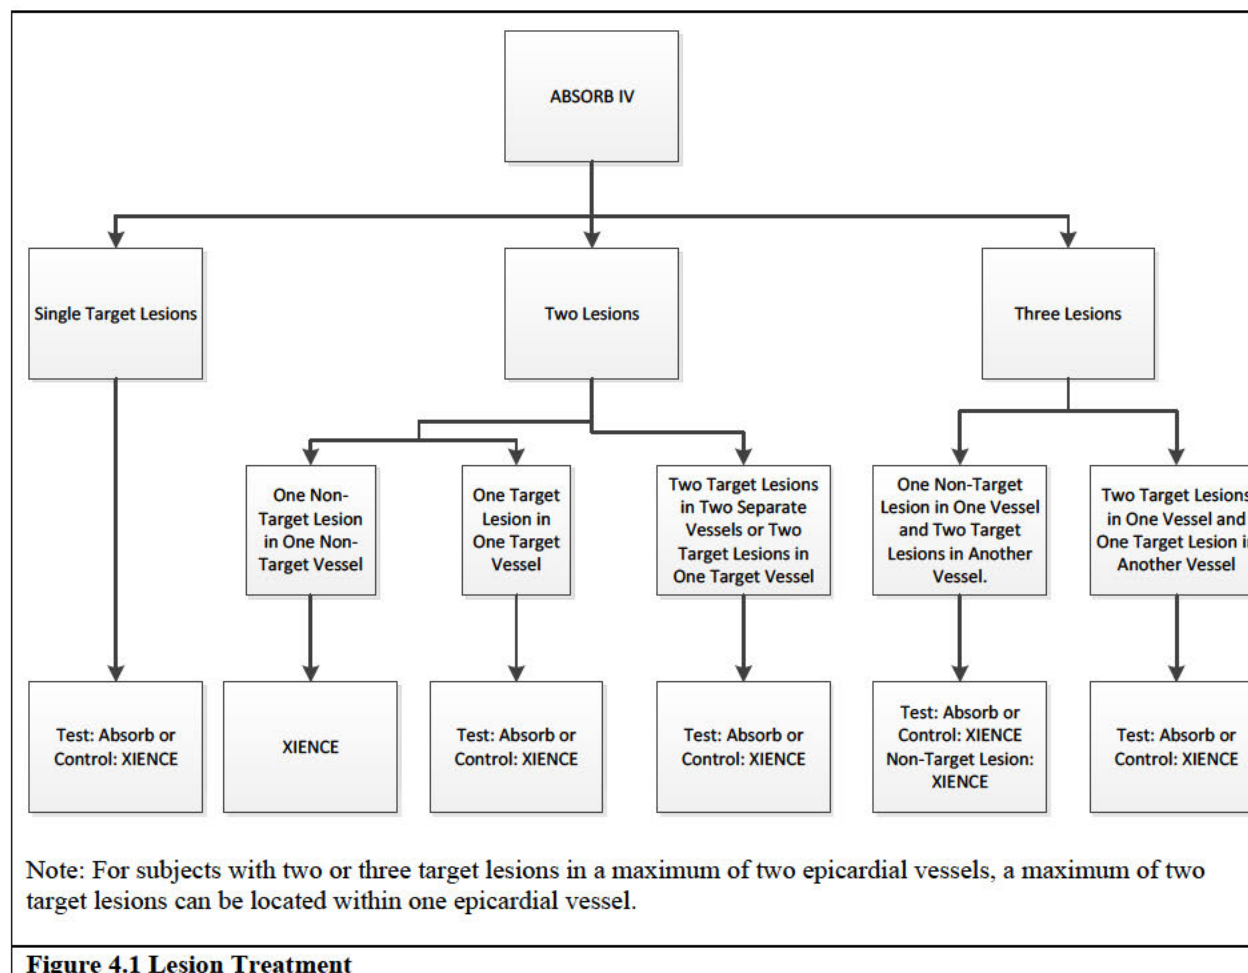 ABSORB IV
Single Target Lesions
Two Lesions
Three Lesions
One Non-
Target Lesion
in One Non-
Target Vessel
One Target
Lesion in
One Target
Vessel
Two Target Lesions
in Two Separate
Vessels or Two
Target Lesions in
One Target Vessel
One Non-Target
Lesion in One Vessel
and Two Target
Lesions in Another
Vessel.
Two Target Lesions
in One Vessel and
One Target Lesion in
Another Vessel
Test: Absorb or
Control: XIENCE
XIENCE
Test: Absorb or
Control: XIENCE
Test: Absorb or
Control: XIENCE
Test: Absorb or
Control: XIENCE
Non-Target Lesion:
XIENCE
Test: Absorb or
Control: XIENCE
Note: For subjects with two or three target lesions in a maximum of two epicardial vessels, a maximum of two
target lesions can be located within one epicardial vessel.
Figure 4.1 Lesion Treatment